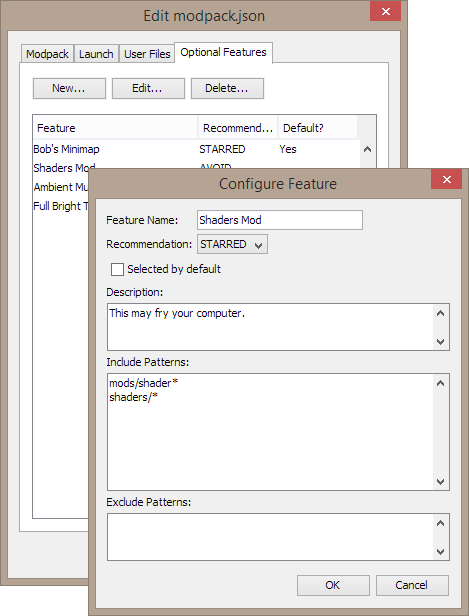 Edit modpack.json
Modpack Launch User Files Optional Features
New... Edit... Delete...
Feature Recommend... Default?
Bob's Minimap STARRED Yes
Shaders Mod AVOID
Ambient Mu
Full Bright T
Configure Feature
Feature Name: Shaders Mod
Recommendation: STARRED
Selected by default
Description:
This may fry your computer.
Include Patterns:
mods/shader*
shaders/*
Exclude Patterns:
OK Cancel